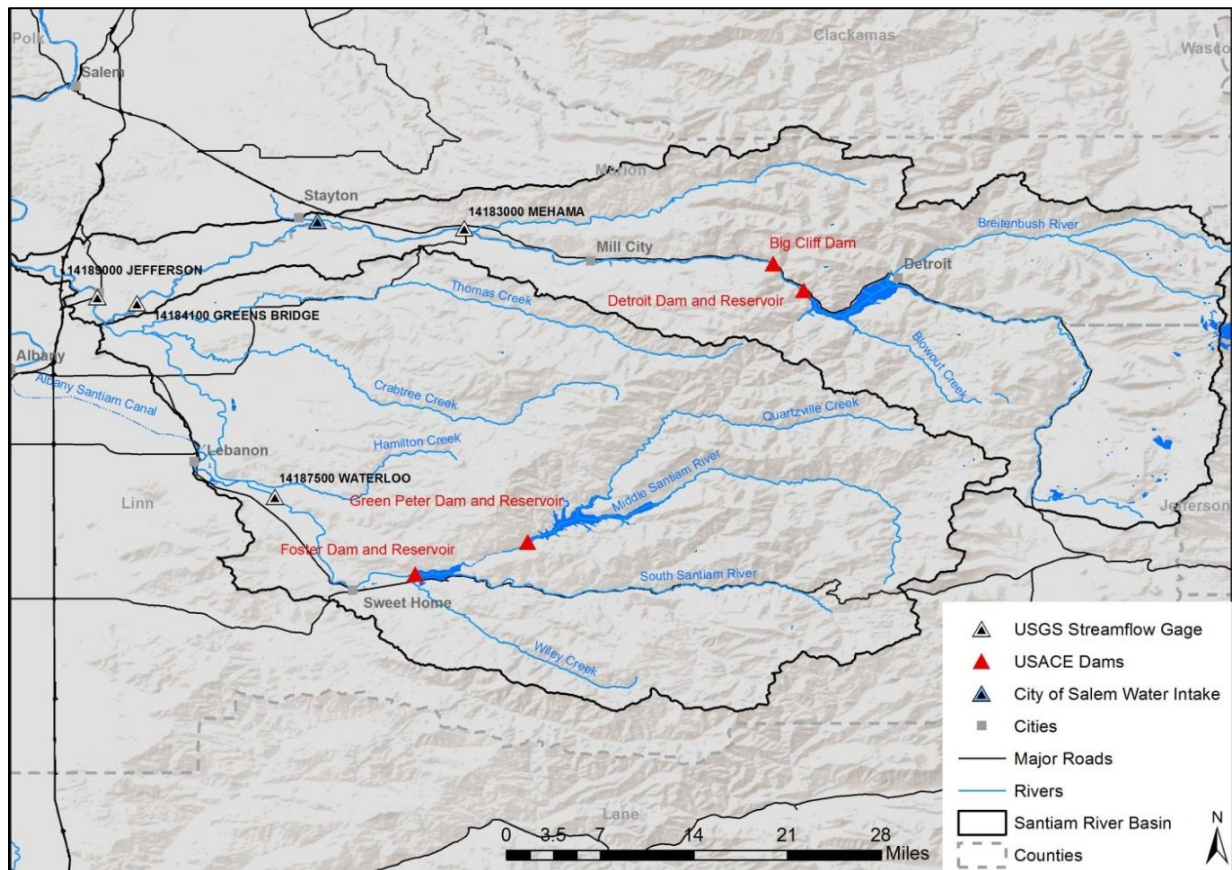 Polk
Clackamas
Wasco
Salem
Marion
Stayton
14183000 MEHAMA
Breitenbush River
Big Cliff Dam
Mill City
Detroit
14189000 JEFFERSON
Detroit Dam and Reservoir
Thomas Creek
14184100 GREENS BRIDGE
Albany
Blowout Creek
Albany Santiam Canal
Crabtree Creek
Quartzville Creek
Hamilton Creek
Lebanon
14187500 WATERLOO
Middle Santiam River
Linn
Green Peter Dam and Reservoir
Jefferson
Foster Dam and Reservoir
South Santiam River
Sweet Home
Wiley Creek
Lane
0 3.5 7 14 21 28
Miles
USGS Streamflow Gage
USACE Dams
City of Salem Water Intake
Cities
Major Roads
Rivers
Santiam River Basin
Counties
N